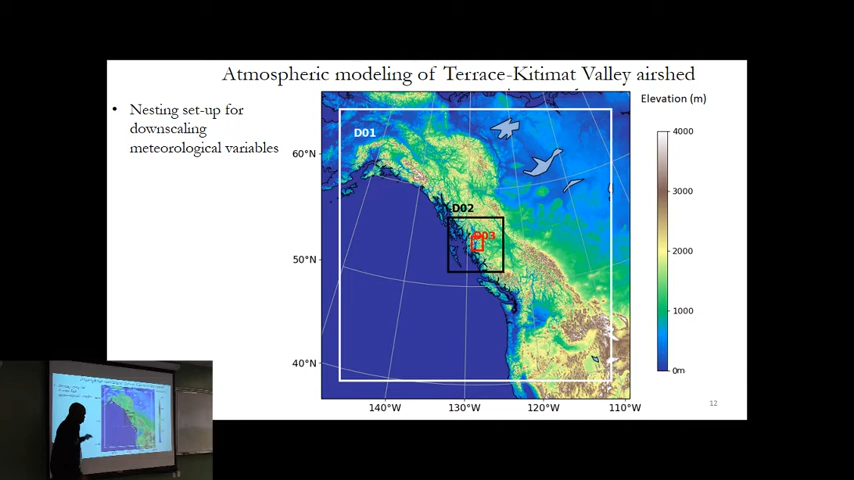 Atmospheric modeling of Terrace-Kitimat Valley airshed
• Nesting set-up for
downscaling
meteorological variables
Elevation (m)
D01
D02
D03
60°N
50°N
40°N
140°W
130°W
120°W
110°W
4000
3000
2000
1000
0m
12